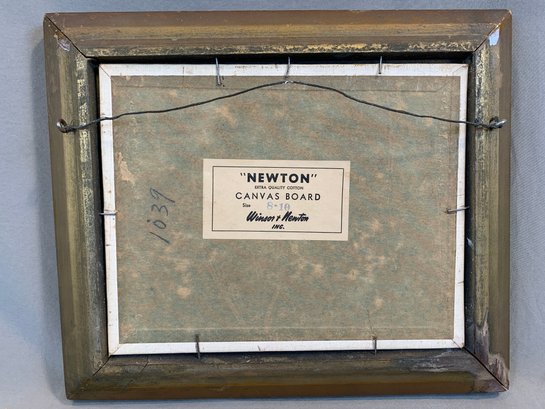 "NEWTON"
EXTRA QUALITY COTTON
CANVAS BOARD
Size 8·10
Winsor & Newton
INC.
1039